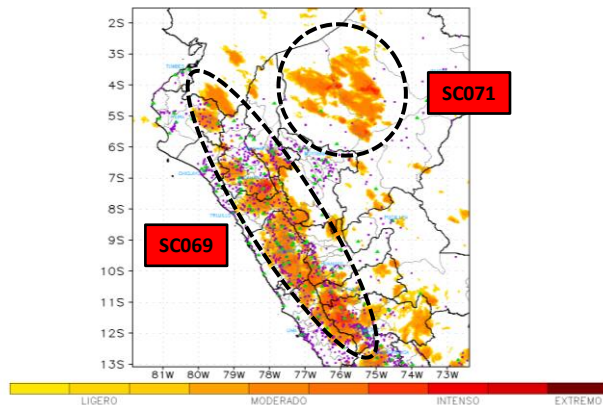 2S
3S
4S
SC071
5S
6S
7S
8S
9S
SC069
10S
11S
12S
13S
81W 80W 79W 78W 77W 76W 75W 74W 73W
LIGERO MODERADO INTENSO EXTREMO